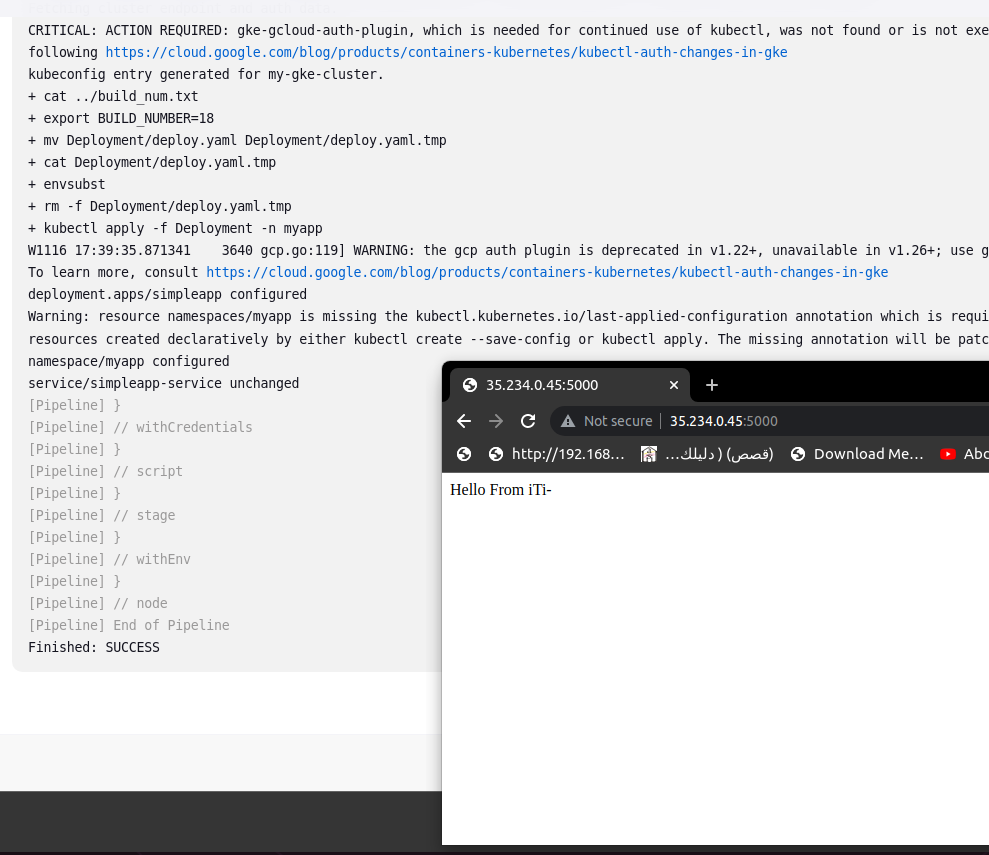 CRITICAL: ACTION REQUIRED: gke-gcloud-auth-plugin, which is needed for continued use of kubectl, was not found or is not exe
following https://cloud.google.com/blog/products/containers-kubernetes/kubectl-auth-changes-in-gke
kubeconfig entry generated for my-gke-cluster.
+ cat ../build_num.txt
+ export BUILD_NUMBER=18
+ mv Deployment/deploy.yaml Deployment/deploy.yaml.tmp
+ cat Deployment/deploy.yaml.tmp
+ envsubst
+ rm -f Deployment/deploy.yaml.tmp
+ kubectl apply -f Deployment -n myapp
W1116 17:39:35.871341    3640 gcp.go:119] WARNING: the gcp auth plugin is deprecated in v1.22+, unavailable in v1.26+; use g
To learn more, consult https://cloud.google.com/blog/products/containers-kubernetes/kubectl-auth-changes-in-gke
deployment.apps/simpleapp configured
Warning: resource namespaces/myapp is missing the kubectl.kubernetes.io/last-applied-configuration annotation which is requi
resources created declaratively by either kubectl create --save-config or kubectl apply. The missing annotation will be patc
namespace/myapp configured
service/simpleapp-service unchanged
[Pipeline] }
[Pipeline] // withCredentials
[Pipeline] }
[Pipeline] // script
[Pipeline] }
[Pipeline] // stage
[Pipeline] }
[Pipeline] // withEnv
[Pipeline] }
[Pipeline] // node
[Pipeline] End of Pipeline
Finished: SUCCESS
35.234.0.45:5000
Not secure | 35.234.0.45:5000
http://192.168... (قصص) ( دليلك... Download Me... Abo
Hello From iTi-